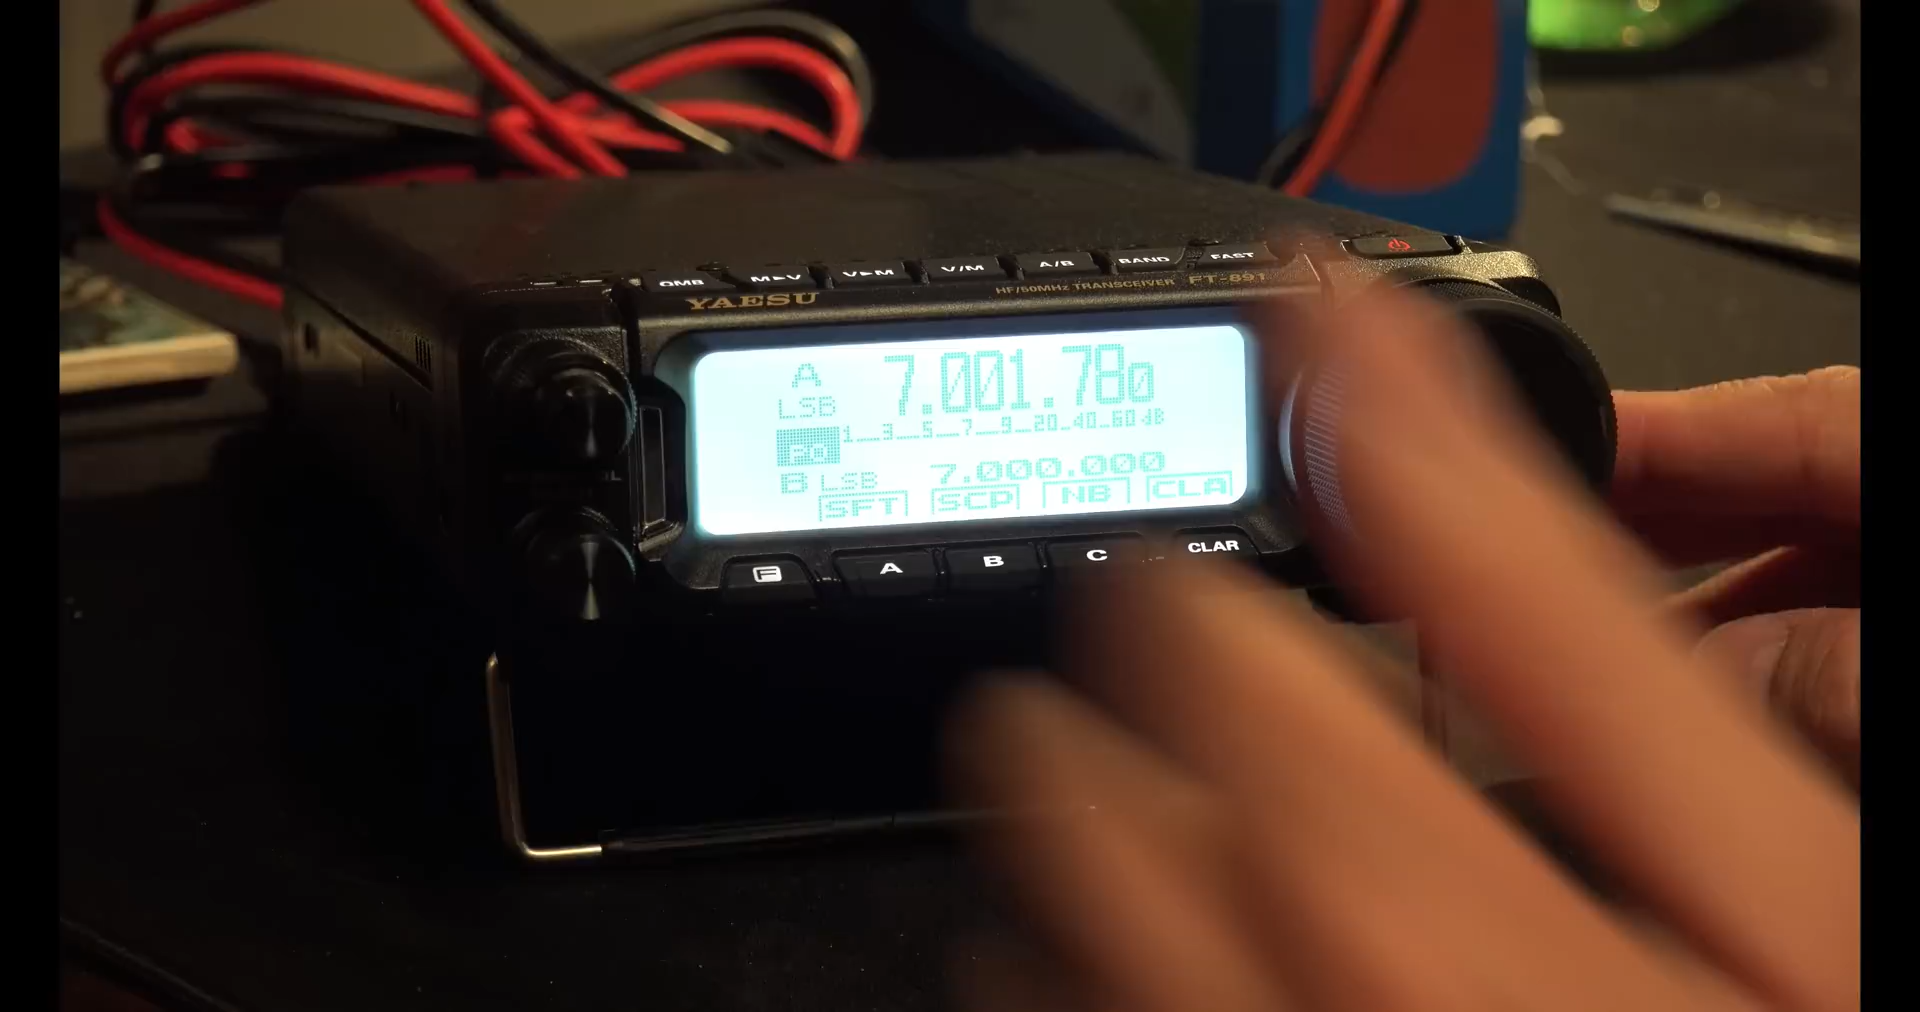 QMB M▶V V▶M V/M A/B BAND FAST
YAESU HF/50MHz TRANSCEIVER FT-891
A 7.001.780
LSB
PO 1 3 5 7 9 20 40 60 dB
B LSB 7.000.000
SFT SCP NB CLA
F A B C CLAR